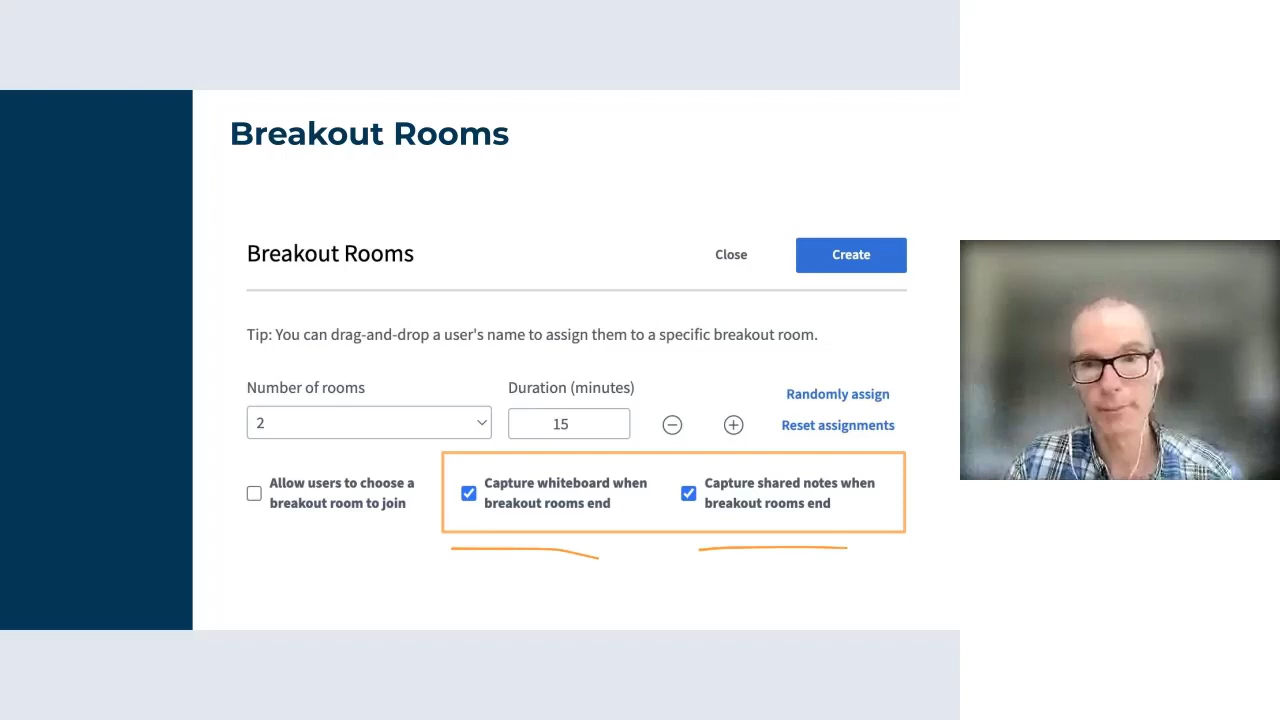 Breakout Rooms
Breakout Rooms
Close
Create
Tip: You can drag-and-drop a user's name to assign them to a specific breakout room.
Number of rooms
Duration (minutes)
Randomly assign
2
15
Reset assignments
Allow users to choose a
breakout room to join
Capture whiteboard when
breakout rooms end
Capture shared notes when
breakout rooms end